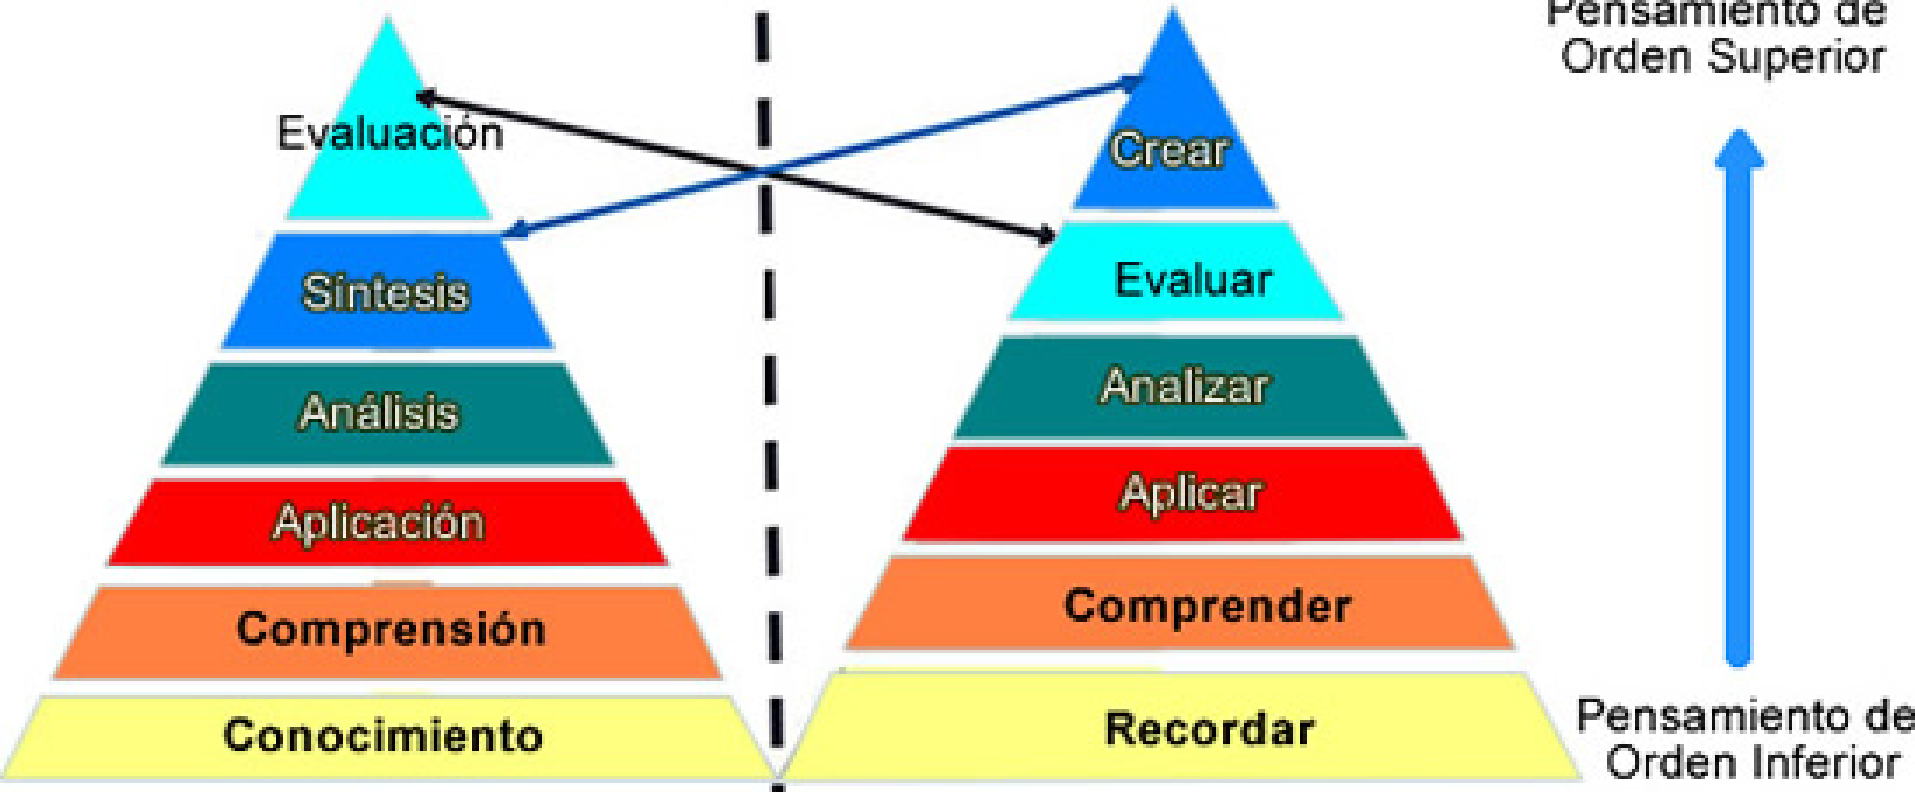 Evaluación
Síntesis
Análisis
Aplicación
Comprensión
Conocimiento
Crear
Evaluar
Analizar
Aplicar
Comprender
Recordar
Pensamiento de
Orden Superior
Pensamiento de
Orden Inferior